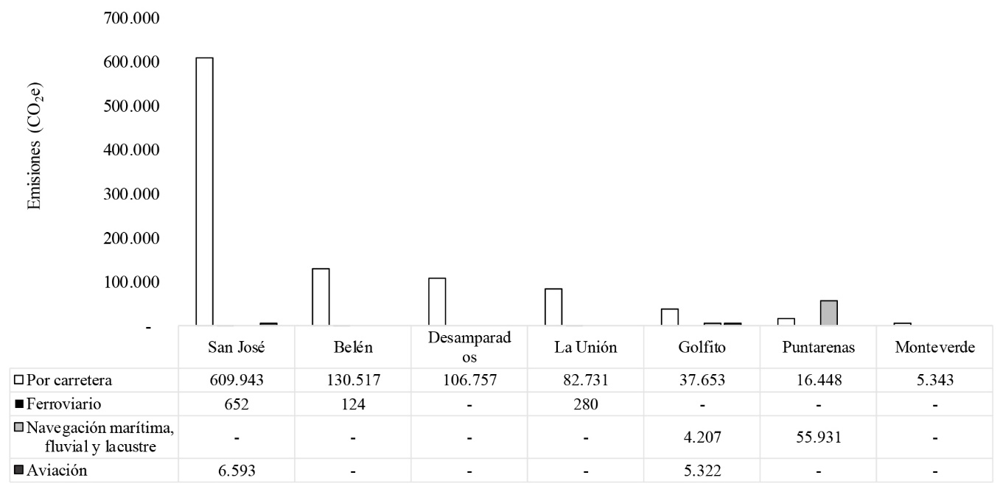 700.000
600.000
500.000
400.000
300.000
200.000
100.000
-
Emisiones (CO₂e)
San José Belén Desamparad
os La Unión Golfito Puntarenas Monteverde
Por carretera 609.943 130.517 106.757 82.731 37.653 16.448 5.343
Ferroviario 652 124 - 280 - - -
Navegación marítima,
fluvial y lacustre - - - - 4.207 55.931 -
Aviación 6.593 - - - 5.322 - -